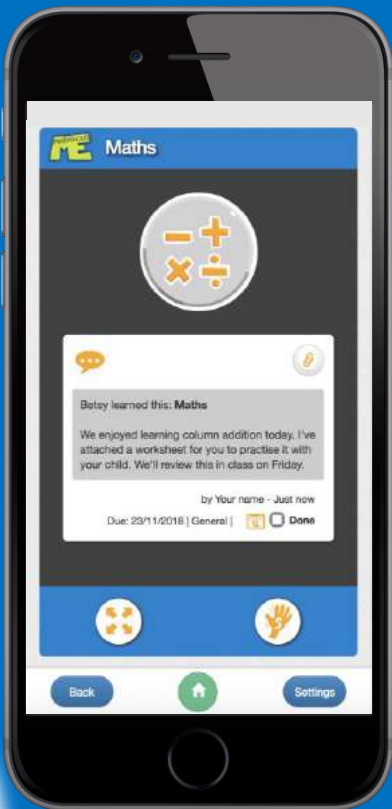 MARVELLOUS
ME
Maths
Betsy learned this: Maths
We enjoyed learning column addition today. I've
attached a worksheet for you to practise it with
your child. We'll review this in class on Friday.
by Your name - Just now
Due: 23/11/2018 | General | Done
5
Back
Settings